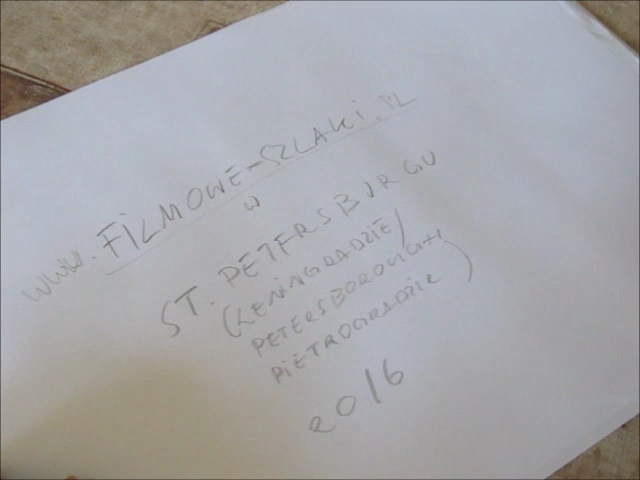 www.FILMOWE-SZLAKI.PL
W
ST. PETERSBURGU
(LENINGRADZIE/
PETERSBOROUGH/
PIETROGRADZIE)
2016